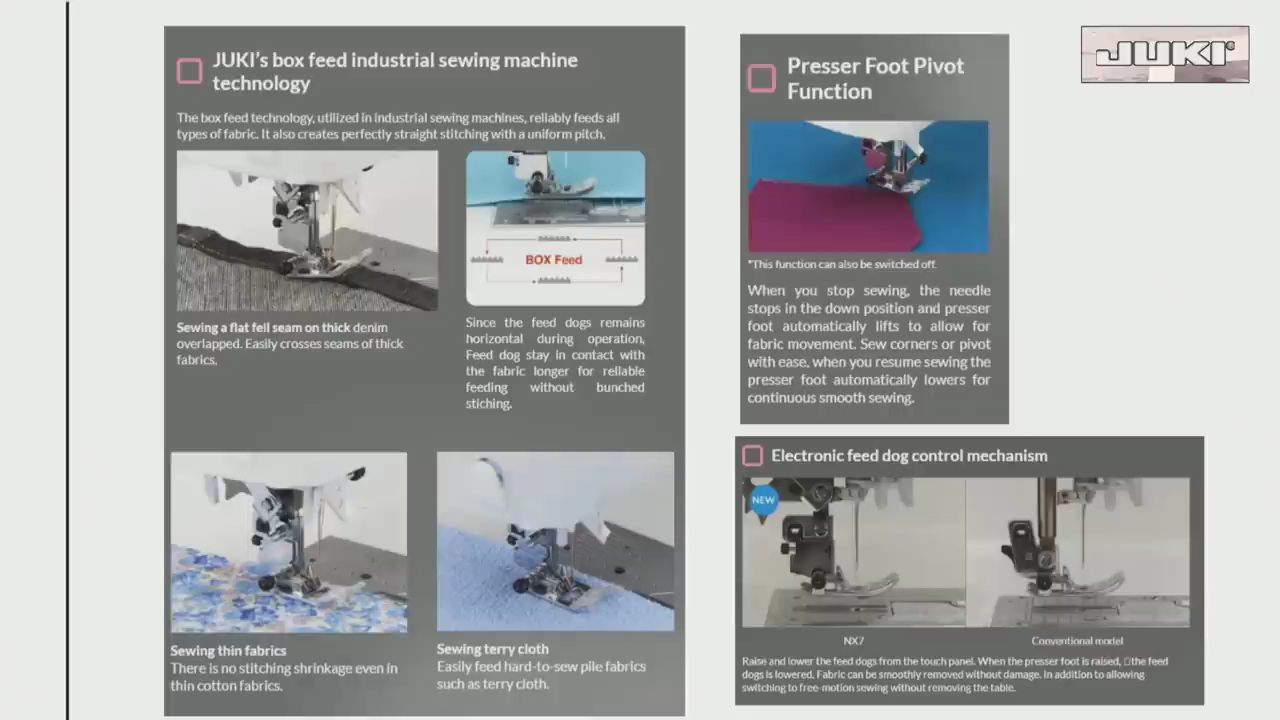 JUKI’s box feed industrial sewing machine
technology
The box feed technology, utilized in industrial sewing machines, reliably feeds all
types of fabric. It also creates perfectly straight stitching with a uniform pitch.
Sewing a flat fell seam on thick denim
overlapped. Easily crosses seams of thick
fabrics.
BOX Feed
Since the feed dogs remains
horizontal during operation,
Feed dog stay in contact with
the fabric longer for reliable
feeding without bunched
stiching.
Sewing thin fabrics
There is no stitching shrinkage even in
thin cotton fabrics.
Sewing terry cloth
Easily feed hard-to-sew pile fabrics
such as terry cloth.
Presser Foot Pivot
Function
*This function can also be switched off.
When you stop sewing, the needle
stops in the down position and presser
foot automatically lifts to allow for
fabric movement. Sew corners or pivot
with ease, when you resume sewing the
presser foot automatically lowers for
continuous smooth sewing.
JUKI®
Electronic feed dog control mechanism
NEW
NX7
Conventional model
Raise and lower the feed dogs from the touch panel. When the presser foot is raised, □the feed
dogs is lowered. Fabric can be smoothly removed without damage. In addition to allowing
switching to free-motion sewing without removing the table.